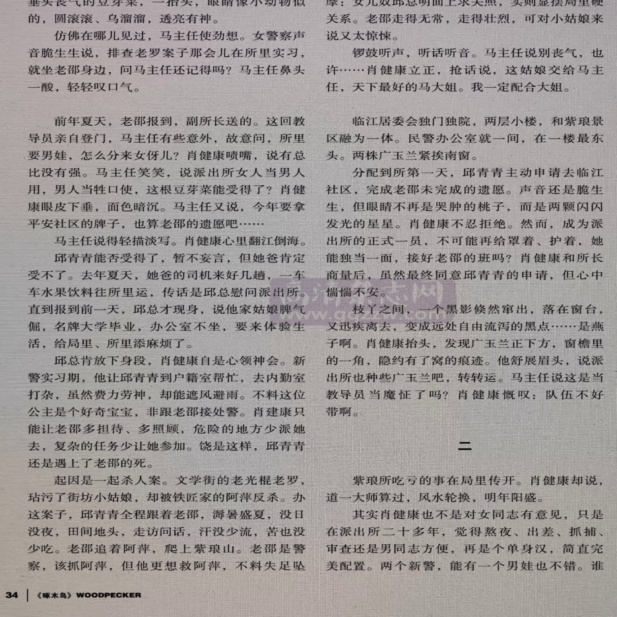 垂头丧气的豆芽菜，一抬头，眼睛像小动物似
的，圆滚滚、乌溜溜，透亮有神。
仿佛在哪儿见过，马主任使劲想。女警察声
音脆生生说，排查老罗案子那会儿在所里实习，
就坐老邵身边，问马主任还记得吗？马主任鼻头
一酸，轻轻叹口气。
前年夏天，老邵报到，副所长送的。这回教
导员亲自登门，马主任有些意外，故意问，所里
要男娃，怎么分来女伢儿？肖健康啧嘴，说有总
比没有强。马主任笑笑，说派出所女人当男人
用，男人当牲口使，这根豆芽菜能受得了？肖健
康眼皮下垂，面色暗沉。马主任又说，今年要拿
平安社区的牌子，也算老邵的遗愿吧……
马主任说得轻描淡写。肖健康心里翻江倒海。
邱青青能否受得了，暂不妄言，但她爸肯定
受不了。去年夏天，她爸的司机来好几趟，一车
车水果饮料往所里运，传话是邱总慰问派出所。
直到报到前一天，邱总才现身，说他家姑娘脾气
倔，名牌大学毕业，办公室不坐，要来体验生
活，给局里、所里添麻烦了。
邱总肯放下身段，肖健康自是心领神会。新
警实习期，他让邱青青到户籍室帮忙，去内勤室
打杂，虽然费力劳神，却能遮风避雨。不料这位
公主是个好奇宝宝，非跟老邵接处警。肖建康只
能让老邵多担待、多照顾，危险的地方少派她
去，复杂的任务少让她参加。饶是这样，邱青青
还是遇上了老邵的死。
起因是一起杀人案。文学街的老光棍老罗，
玷污了街坊小姑娘，却被铁匠家的阿萍反杀。办
这案子，邱青青全程跟着老邵，溽暑盛夏，没日
没夜，田间地头，走访问话，汗没少流，苦也没
少吃。老邵追着阿萍，爬上紫琅山。老邵是警
察，该抓阿萍，但他更想救阿萍，不料失足坠
摩；女儿奴邱总明面上求关照，实则显摆局里硬
关系。老邵走得无常，走得壮烈，可对小姑娘来
说又太惊悚。
锣鼓听声，听话听音。马主任说别丧气，也
许……肖健康立正，抢话说，这姑娘交给马主
任，天下最好的马大姐。我一定配合大姐。
临江居委会独门独院，两层小楼，和紫琅景
区融为一体。民警办公室就一间，在一楼最东
头。两株广玉兰紧挨南窗。
分配到所第一天，邱青青主动申请去临江
社区，完成老邵未完成的遗愿。声音还是脆生
生，但眼睛不再是哭肿的桃子，而是两颗闪闪
发光的星星。肖健康不忍拒绝。然而，成为派
出所的正式一员，不可能再给罩着、护着，她
能独当一面，接好老邵的班吗？肖健康和所长
商量后，虽然最终同意邱青青的申请，但心中
惴惴不安。
枝丫之间，一个黑影倏然窜出，落在窗台，
又迅疾离去，变成远处自由流泻的黑点……是燕
子啊。肖健康抬头，发现广玉兰正下方，窗檐里
的一角，隐约有了窝的痕迹。他舒展眉头，说派
出所也种些广玉兰吧，转转运。马主任说这是当
教导员当魔怔了吗？肖健康慨叹：队伍不好
带啊。
二
紫琅所吃亏的事在局里传开。肖健康却说，
道一大师算过，风水轮换，明年阳盛。
其实肖健康也不是对女同志有意见，只是
在派出所二十多年，觉得熬夜、出差、抓捕、
审查还是男同志方便，再是个单身汉，简直完
美配置。两个新警，能有一个男娃也不错。谁
34 《啄木鸟》WOODPECKER